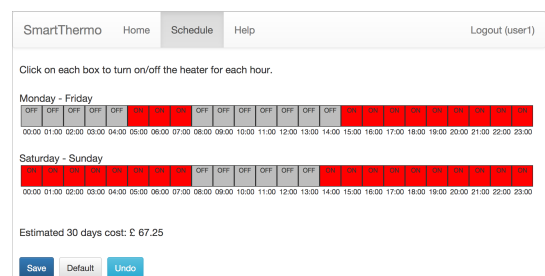 SmartThermo Home Schedule Help Logout (user1)
Click on each box to turn on/off the heater for each hour.
Monday - Friday
OFF OFF OFF OFF OFF ON ON ON OFF OFF OFF OFF OFF OFF OFF ON ON ON ON ON ON ON ON ON
00:00 01:00 02:00 03:00 04:00 05:00 06:00 07:00 08:00 09:00 10:00 11:00 12:00 13:00 14:00 15:00 16:00 17:00 18:00 19:00 20:00 21:00 22:00 23:00
Saturday - Sunday
ON ON ON ON ON ON ON ON OFF OFF OFF OFF OFF OFF ON ON ON ON ON ON ON ON ON ON
00:00 01:00 02:00 03:00 04:00 05:00 06:00 07:00 08:00 09:00 10:00 11:00 12:00 13:00 14:00 15:00 16:00 17:00 18:00 19:00 20:00 21:00 22:00 23:00
Estimated 30 days cost: £ 67.25
Save Default Undo